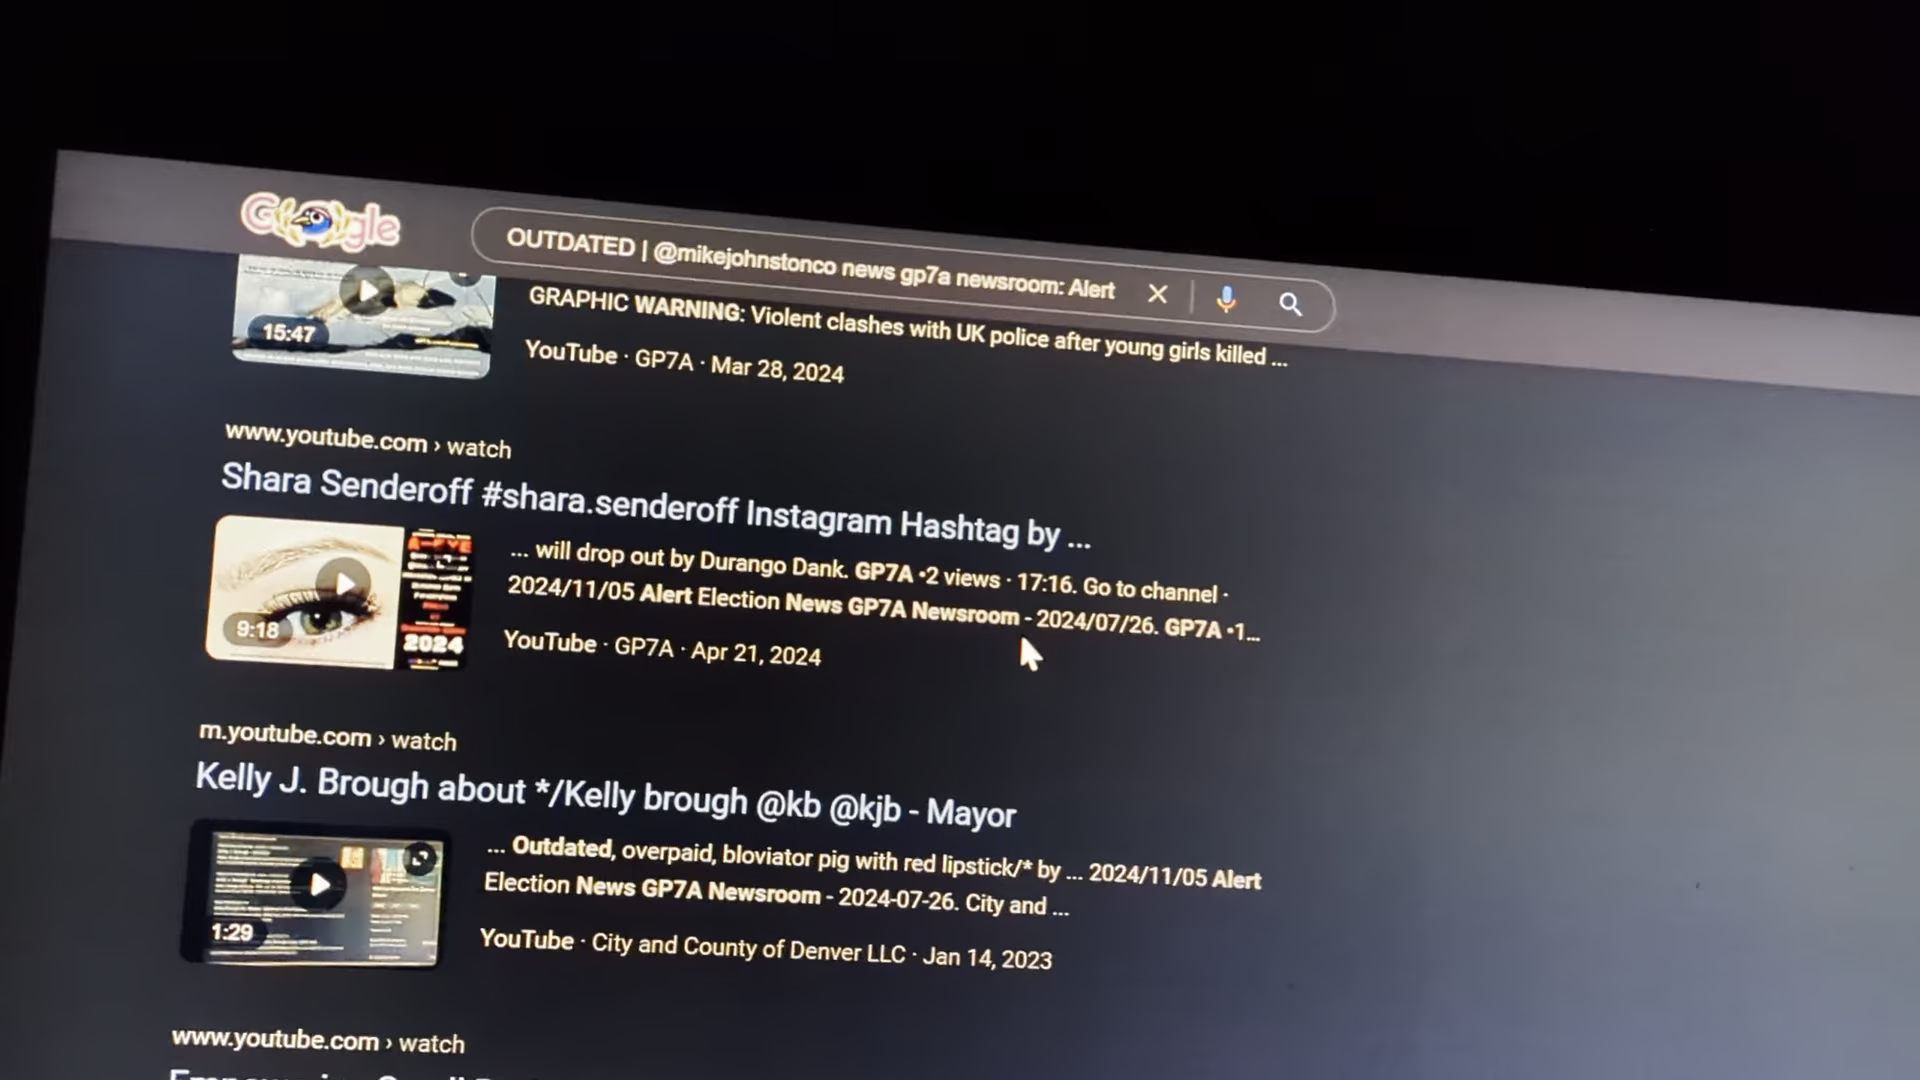 Google
OUTDATED | @mikejohnstonco news gp7a newsroom: Alert
15:47
GRAPHIC WARNING: Violent clashes with UK police after young girls killed ...
YouTube · GP7A · Mar 28, 2024
www.youtube.com › watch
Shara Senderoff #shara.senderoff Instagram Hashtag by ...
9:18
2024
... will drop out by Durango Dank. GP7A •2 views · 17:16. Go to channel ·
2024/11/05 Alert Election News GP7A Newsroom - 2024/07/26. GP7A •1...
YouTube · GP7A · Apr 21, 2024
m.youtube.com › watch
Kelly J. Brough about */Kelly brough @kb @kjb - Mayor
1:29
... Outdated, overpaid, bloviator pig with red lipstick/* by ... 2024/11/05 Alert
Election News GP7A Newsroom - 2024-07-26. City and ...
YouTube · City and County of Denver LLC · Jan 14, 2023
www.youtube.com › watch